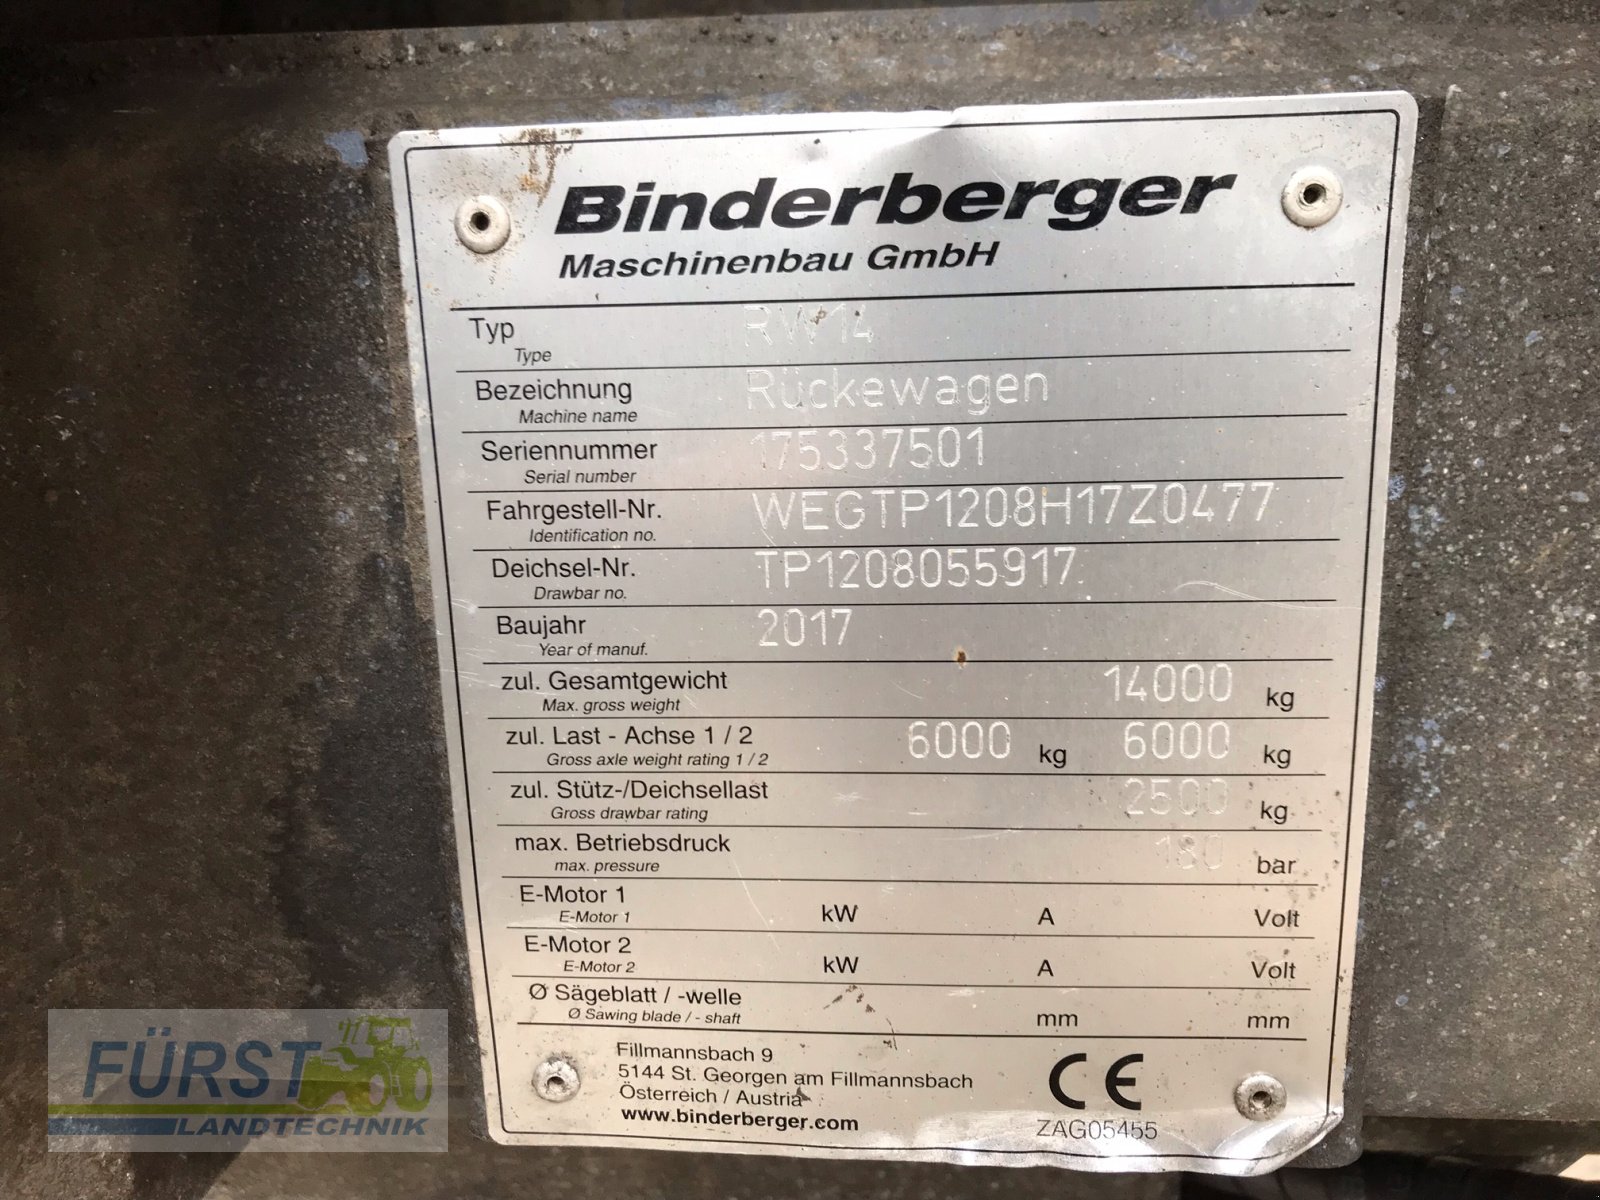 Binderberger
Maschinenbau GmbH
Typ RW14
Type
Bezeichnung Rückewagen
Machine name
Seriennummer 175337501
Serial number
Fahrgestell-Nr. WEGTP1208H17Z0477
Identification no.
Deichsel-Nr. TP1208055917
Drawbar no.
Baujahr 2017
Year of manuf.
zul. Gesamtgewicht 14000 kg
Max. gross weight
zul. Last - Achse 1 / 2 6000 kg 6000 kg
Gross axle weight rating 1 / 2
zul. Stütz-/Deichsellast 2500 kg
Gross drawbar rating
max. Betriebsdruck 180 bar
max. pressure
E-Motor 1 kW A Volt
E-Motor 1
E-Motor 2 kW A Volt
E-Motor 2
Ø Sägeblatt / -welle mm mm
Ø Sawing blade / - shaft
Fillmannsbach 9
5144 St. Georgen am Fillmannsbach
Österreich / Austria
www.binderberger.com
CE
ZAG05455
FÜRST
LANDTECHNIK